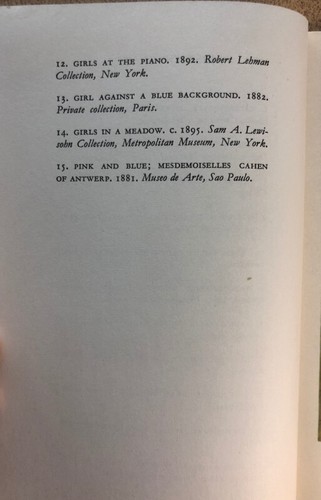 12. GIRLS AT THE PIANO. 1892. Robert Lehman
Collection, New York.
13. GIRL AGAINST A BLUE BACKGROUND. 1882.
Private collection, Paris.
14. GIRLS IN A MEADOW. C. 1895. Sam A. Lewi-
sohn Collection, Metropolitan Museum, New York.
15. PINK AND BLUE; MESDEMOISELLES CAHEN
OF ANTWERP. 1881. Museo de Arte, Sao Paulo.